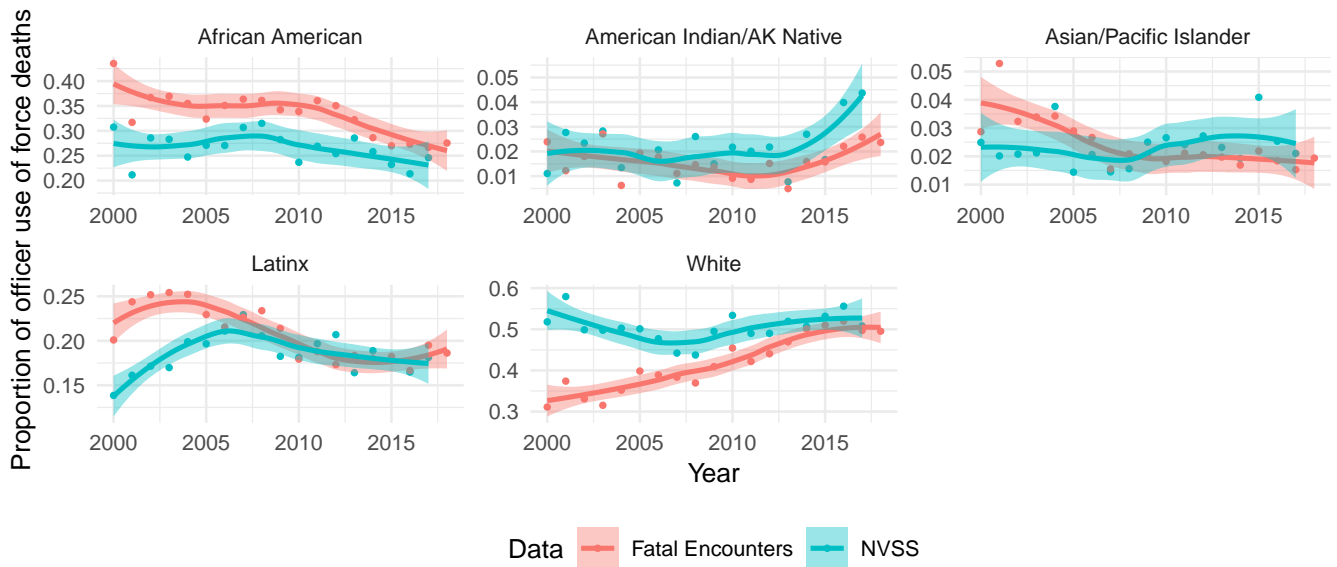 Proportion of officer use of force deaths
African American
American Indian/AK Native
Asian/Pacific Islander
0.40
0.35
0.30
0.25
0.20
0.05
0.04
0.03
0.02
0.01
0.05
0.04
0.03
0.02
0.01
2000 2005 2010 2015
2000 2005 2010 2015
2000 2005 2010 2015
Latinx
White
0.25
0.20
0.15
0.6
0.5
0.4
0.3
2000 2005 2010 2015
2000 2005 2010 2015
Year
Data Fatal Encounters NVSS